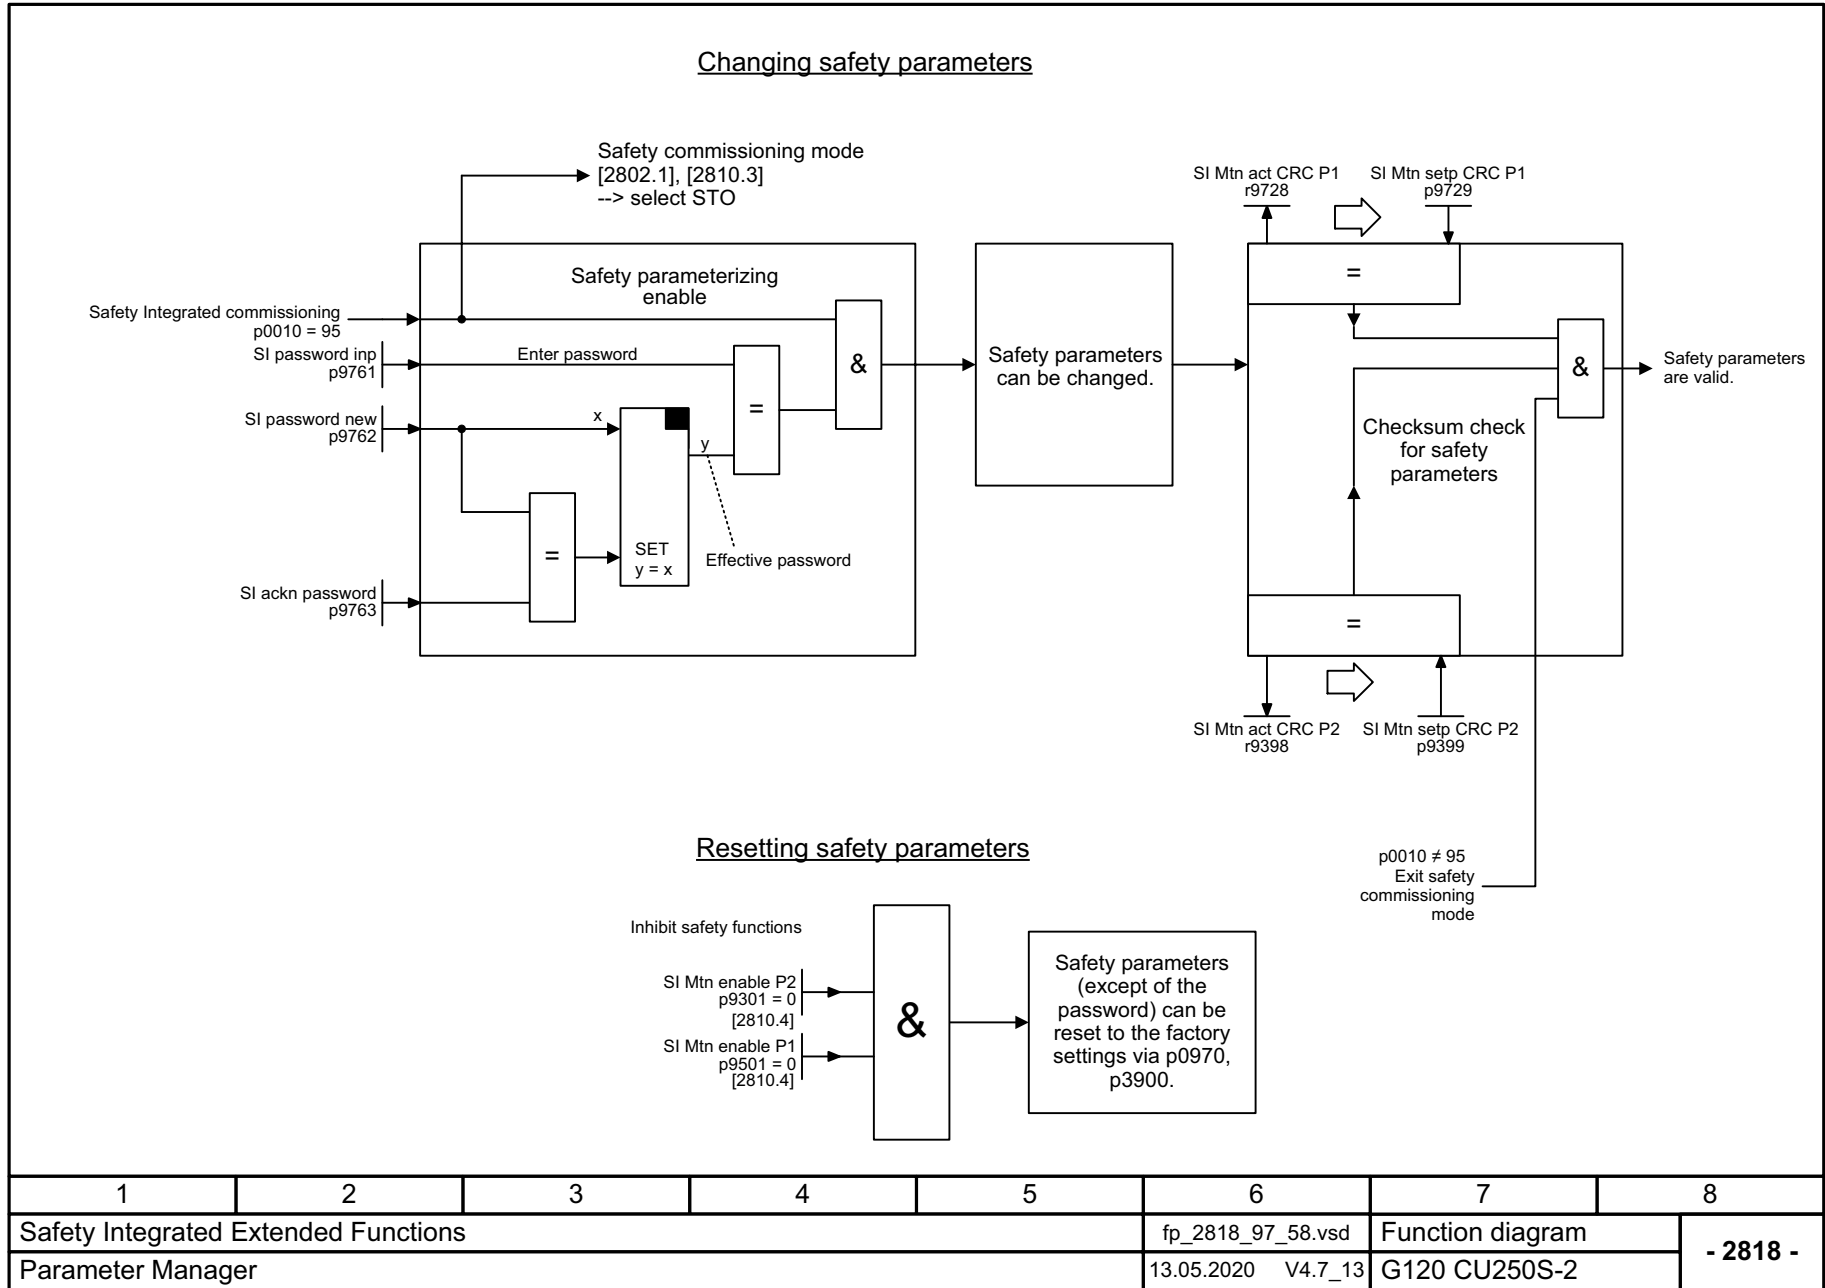 Changing safety parameters
Safety commissioning mode
[2802.1], [2810.3]
--> select STO
SI Mtn act CRC P1
r9728
SI Mtn setp CRC P1
p9729
Safety parameterizing
enable
=
Safety Integrated commissioning
p0010 = 95
SI password inp
p9761
Enter password
&
=
SI password new
p9762
x
y
=
SET
y = x
Effective password
SI ackn password
p9763
Safety parameters
can be changed.
&
Safety parameters
are valid.
Checksum check
for safety
parameters
=
SI Mtn act CRC P2
r9398
SI Mtn setp CRC P2
p9399
p0010 ≠ 95
Exit safety
commissioning
mode
Resetting safety parameters
Inhibit safety functions
SI Mtn enable P2
p9301 = 0
[2810.4]
SI Mtn enable P1
p9501 = 0
[2810.4]
&
Safety parameters
(except of the
password) can be
reset to the factory
settings via p0970,
p3900.
1 2 3 4 5 6 7 8
Safety Integrated Extended Functions
fp_2818_97_58.vsd
Function diagram
- 2818 -
Parameter Manager
13.05.2020 V4.7_13
G120 CU250S-2